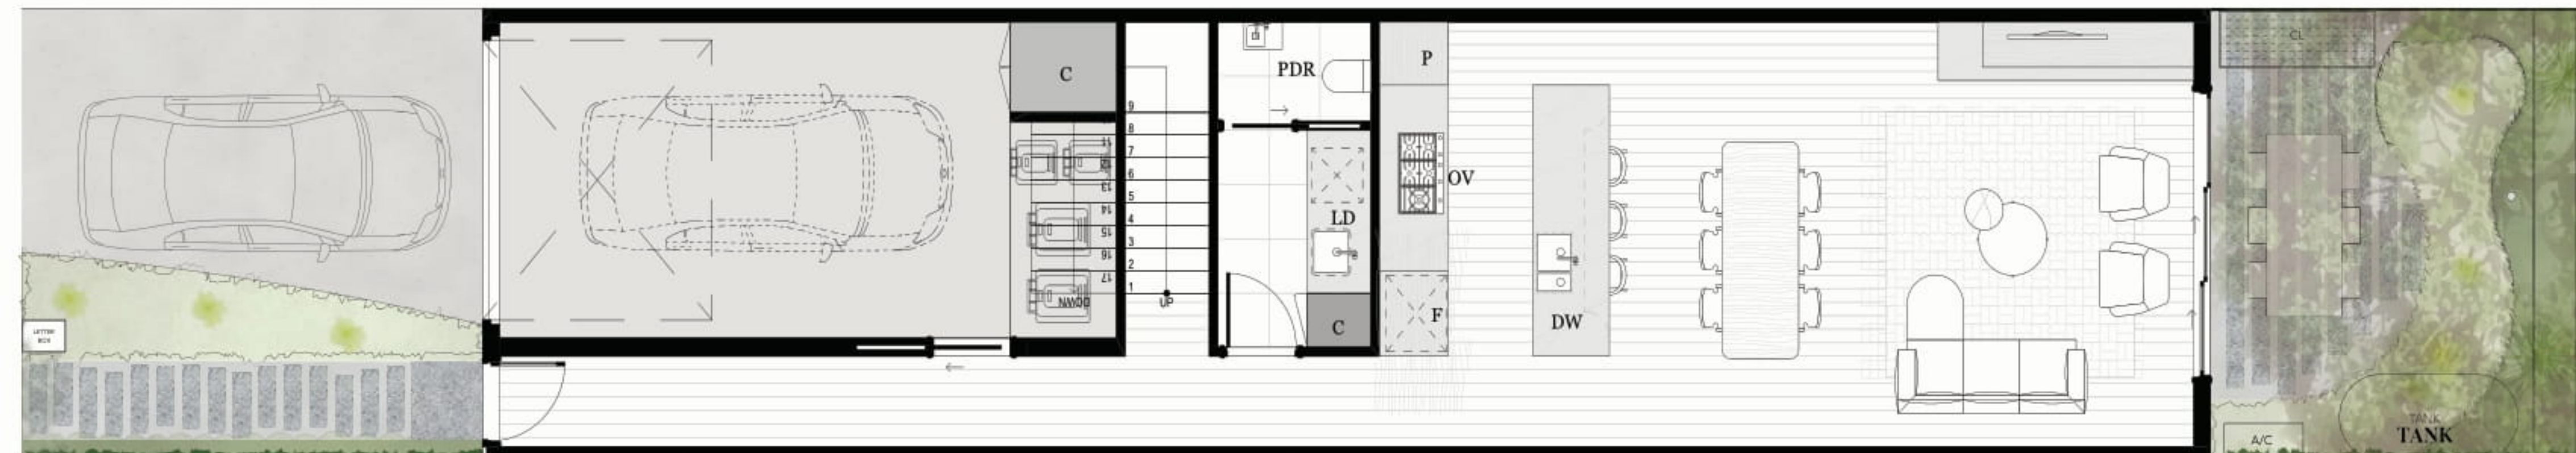 LETTER
BOX
C
11
12
13
14
15
16
17
DOWN
9
8
7
6
5
4
3
2
1
UP
PDR
LD
C
P
OV
F
DW
CL
TANK
TANK
A/C